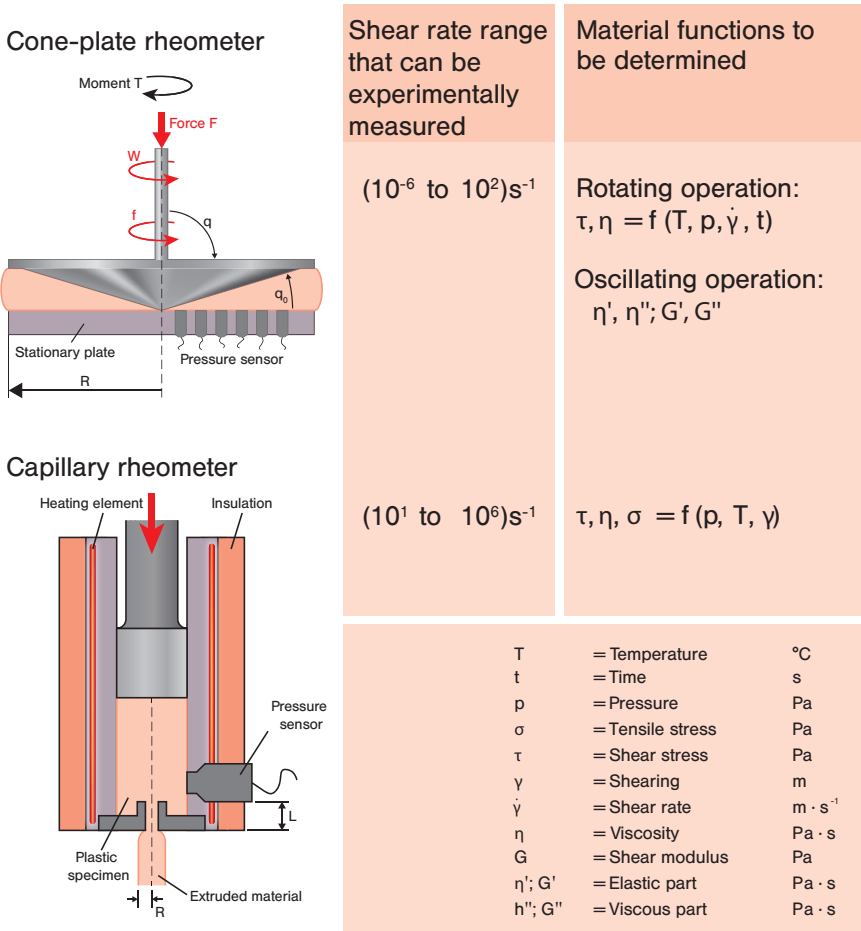 Cone-plate rheometer
Moment T
Force F
W
f
q
q₀
Stationary plate
Pressure sensor
R
Shear rate range
that can be
experimentally
measured
Material functions to
be determined
(10⁻⁶ to 10²)s⁻¹
Rotating operation:
τ, η = f (T, p, γ̇, t)
Oscillating operation:
η', η''; G', G''
Capillary rheometer
Heating element
Insulation
Pressure
sensor
L
Plastic
specimen
Extruded material
R
(10¹ to 10⁶)s⁻¹
τ, η, σ = f (p, T, γ)
T = Temperature °C
t = Time s
p = Pressure Pa
σ = Tensile stress Pa
τ = Shear stress Pa
γ = Shearing m
γ̇ = Shear rate m · s⁻¹
η = Viscosity Pa · s
G = Shear modulus Pa
η'; G' = Elastic part Pa · s
h''; G'' = Viscous part Pa · s